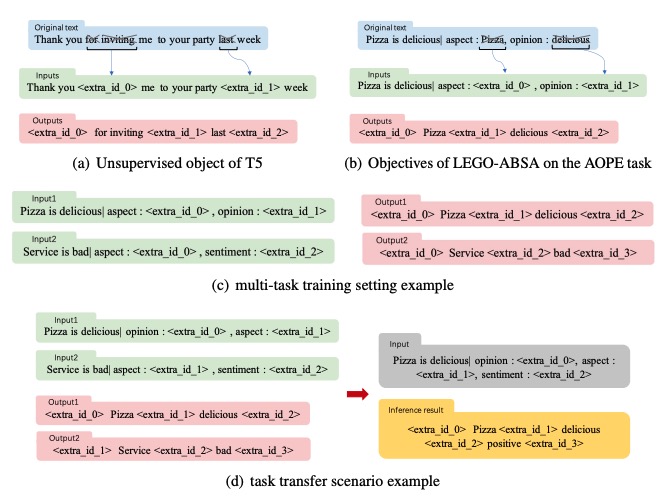 Original text
Thank you for inviting me to your party last week
Inputs
Thank you <extra_id_0> me to your party <extra_id_1> week
Outputs
<extra_id_0> for inviting <extra_id_1> last <extra_id_2>
(a) Unsupervised object of T5
Original text
Pizza is delicious| aspect : Pizza, opinion : delicious
Inputs
Pizza is delicious| aspect : <extra_id_0> , opinion : <extra_id_1>
Outputs
<extra_id_0> Pizza <extra_id_1> delicious <extra_id_2>
(b) Objectives of LEGO-ABSA on the AOPE task
Input1
Pizza is delicious| aspect : <extra_id_0> , opinion : <extra_id_1>
Input2
Service is bad| aspect : <extra_id_0> , sentiment : <extra_id_2>
Output1
<extra_id_0> Pizza <extra_id_1> delicious <extra_id_2>
Output2
<extra_id_0> Service <extra_id_2> bad <extra_id_3>
(c) multi-task training setting example
Input1
Pizza is delicious| opinion : <extra_id_0> , aspect : <extra_id_1>
Input2
Service is bad| aspect : <extra_id_1> , sentiment : <extra_id_2>
Output1
<extra_id_0> Pizza <extra_id_1> delicious <extra_id_2>
Output2
<extra_id_1> Service <extra_id_2> bad <extra_id_3>
Input
Pizza is delicious| opinion : <extra_id_0>, aspect :
<extra_id_1>, sentiment : <extra_id_2>
Inference result
<extra_id_0> Pizza <extra_id_1> delicious
<extra_id_2> positive <extra_id_3>
(d) task transfer scenario example